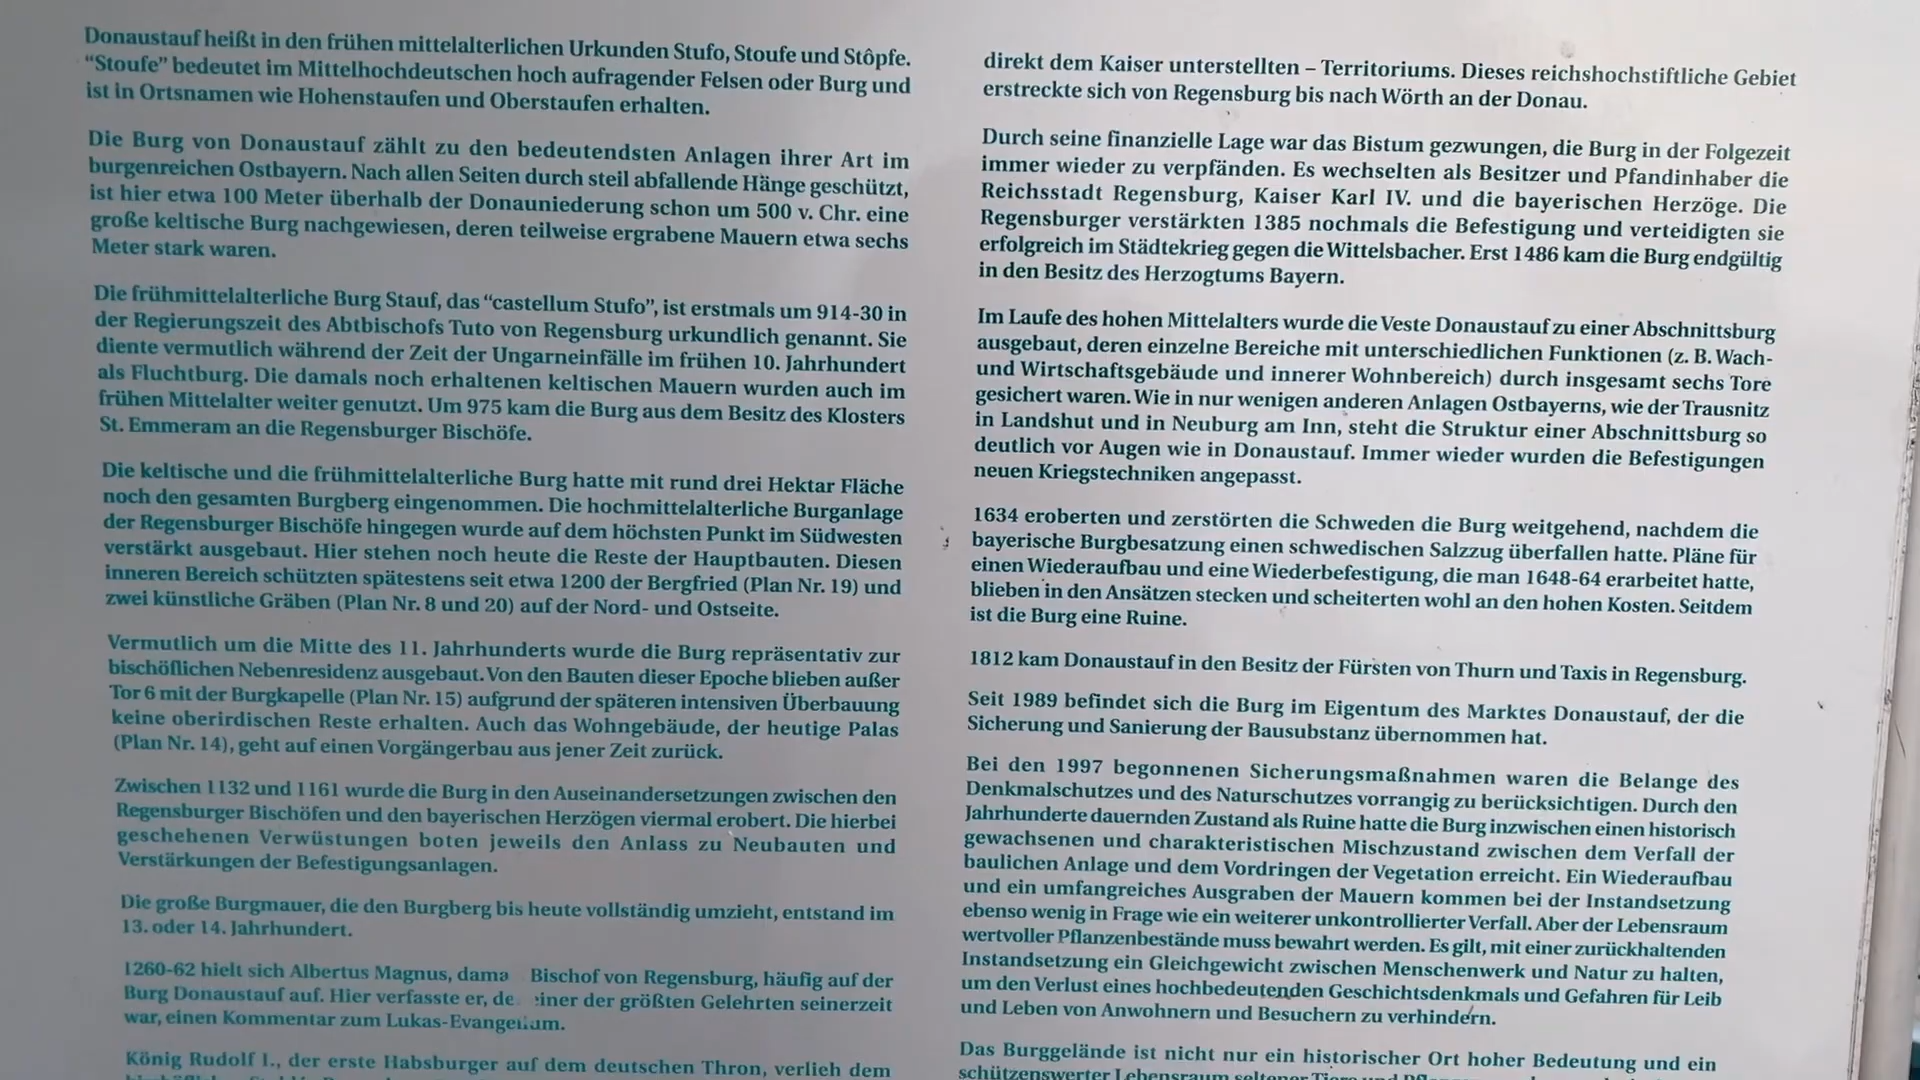 Donaustauf heißt in den frühen mittelalterlichen Urkunden Stufo, Stoufe und Stôpfe.
“Stoufe” bedeutet im Mittelhochdeutschen hoch aufragender Felsen oder Burg und
ist in Ortsnamen wie Hohenstaufen und Oberstaufen erhalten.
Die Burg von Donaustauf zählt zu den bedeutendsten Anlagen ihrer Art im
burgenreichen Ostbayern. Nach allen Seiten durch steil abfallende Hänge geschützt,
ist hier etwa 100 Meter überhalb der Donauniederung schon um 500 v. Chr. eine
große keltische Burg nachgewiesen, deren teilweise ergrabene Mauern etwa sechs
Meter stark waren.
Die frühmittelalterliche Burg Stauf, das “castellum Stufo”, ist erstmals um 914-30 in
der Regierungszeit des Abtbischofs Tuto von Regensburg urkundlich genannt. Sie
diente vermutlich während der Zeit der Ungarneinfälle im frühen 10. Jahrhundert
als Fluchtburg. Die damals noch erhaltenen keltischen Mauern wurden auch im
frühen Mittelalter weiter genutzt. Um 975 kam die Burg aus dem Besitz des Klosters
St. Emmeram an die Regensburger Bischöfe.
Die keltische und die frühmittelalterliche Burg hatte mit rund drei Hektar Fläche
noch den gesamten Burgberg eingenommen. Die hochmittelalterliche Burganlage
der Regensburger Bischöfe hingegen wurde auf dem höchsten Punkt im Südwesten
verstärkt ausgebaut. Hier stehen noch heute die Reste der Hauptbauten. Diesen
inneren Bereich schützten spätestens seit etwa 1200 der Bergfried (Plan Nr. 19) und
zwei künstliche Gräben (Plan Nr. 8 und 20) auf der Nord- und Ostseite.
Vermutlich um die Mitte des 11. Jahrhunderts wurde die Burg repräsentativ zur
bischöflichen Nebenresidenz ausgebaut. Von den Bauten dieser Epoche blieben außer
Tor 6 mit der Burgkapelle (Plan Nr. 15) aufgrund der späteren intensiven Überbauung
keine oberirdischen Reste erhalten. Auch das Wohngebäude, der heutige Palas
(Plan Nr. 14), geht auf einen Vorgängerbau aus jener Zeit zurück.
Zwischen 1132 und 1161 wurde die Burg in den Auseinandersetzungen zwischen den
Regensburger Bischöfen und den bayerischen Herzögen viermal erobert. Die hierbei
geschehenen Verwüstungen boten jeweils den Anlass zu Neubauten und
Verstärkungen der Befestigungsanlagen.
Die große Burgmauer, die den Burgberg bis heute vollständig umzieht, entstand im
13. oder 14. Jahrhundert.
1260-62 hielt sich Albertus Magnus, dama Bischof von Regensburg, häufig auf der
Burg Donaustauf auf. Hier verfasste er, de einer der größten Gelehrten seinerzeit
war, einen Kommentar zum Lukas-Evangelium.
König Rudolf I., der erste Habsburger auf dem deutschen Thron, verlieh dem
direkt dem Kaiser unterstellten – Territoriums. Dieses reichshochstiftliche Gebiet
erstreckte sich von Regensburg bis nach Wörth an der Donau.
Durch seine finanzielle Lage war das Bistum gezwungen, die Burg in der Folgezeit
immer wieder zu verpfänden. Es wechselten als Besitzer und Pfandinhaber die
Reichsstadt Regensburg, Kaiser Karl IV. und die bayerischen Herzöge. Die
Regensburger verstärkten 1385 nochmals die Befestigung und verteidigten sie
erfolgreich im Städtekrieg gegen die Wittelsbacher. Erst 1486 kam die Burg endgültig
in den Besitz des Herzogtums Bayern.
Im Laufe des hohen Mittelalters wurde die Veste Donaustauf zu einer Abschnittsburg
ausgebaut, deren einzelne Bereiche mit unterschiedlichen Funktionen (z. B. Wach-
und Wirtschaftsgebäude und innerer Wohnbereich) durch insgesamt sechs Tore
gesichert waren. Wie in nur wenigen anderen Anlagen Ostbayerns, wie der Trausnitz
in Landshut und in Neuburg am Inn, steht die Struktur einer Abschnittsburg so
deutlich vor Augen wie in Donaustauf. Immer wieder wurden die Befestigungen
neuen Kriegstechniken angepasst.
1634 eroberten und zerstörten die Schweden die Burg weitgehend, nachdem die
bayerische Burgbesatzung einen schwedischen Salzzug überfallen hatte. Pläne für
einen Wiederaufbau und eine Wiederbefestigung, die man 1648-64 erarbeitet hatte,
blieben in den Ansätzen stecken und scheiterten wohl an den hohen Kosten. Seitdem
ist die Burg eine Ruine.
1812 kam Donaustauf in den Besitz der Fürsten von Thurn und Taxis in Regensburg.
Seit 1989 befindet sich die Burg im Eigentum des Marktes Donaustauf, der die
Sicherung und Sanierung der Bausubstanz übernommen hat.
Bei den 1997 begonnenen Sicherungsmaßnahmen waren die Belange des
Denkmalschutzes und des Naturschutzes vorrangig zu berücksichtigen. Durch den
Jahrhunderte dauernden Zustand als Ruine hatte die Burg inzwischen einen historisch
gewachsenen und charakteristischen Mischzustand zwischen dem Verfall der
baulichen Anlage und dem Vordringen der Vegetation erreicht. Ein Wiederaufbau
und ein umfangreiches Ausgraben der Mauern kommen bei der Instandsetzung
ebenso wenig in Frage wie ein weiterer unkontrollierter Verfall. Aber der Lebensraum
wertvoller Pflanzenbestände muss bewahrt werden. Es gilt, mit einer zurückhaltenden
Instandsetzung ein Gleichgewicht zwischen Menschenwerk und Natur zu halten,
um den Verlust eines hochbedeutenden Geschichtsdenkmals und Gefahren für Leib
und Leben von Anwohnern und Besuchern zu verhindern.
Das Burggelände ist nicht nur ein historischer Ort hoher Bedeutung und ein
schützenswerter Lebensraum seltener